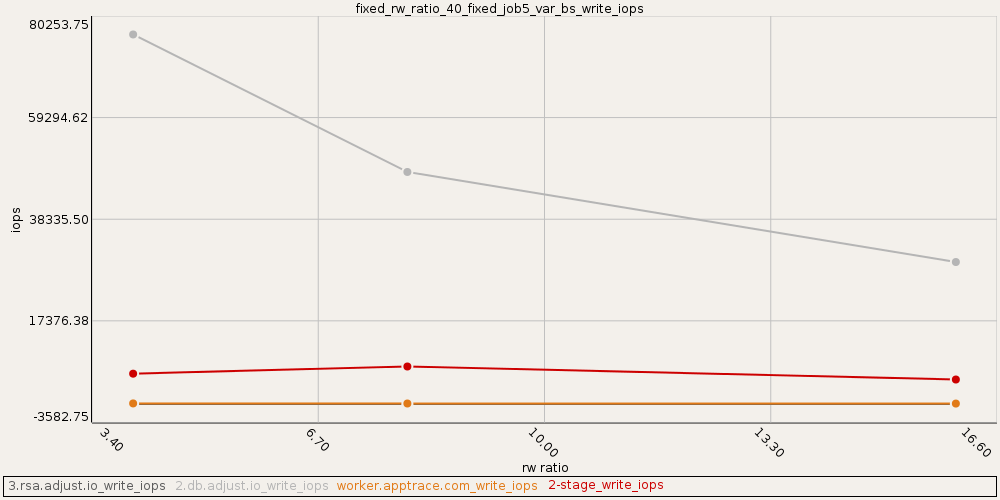 fixed_rw_ratio_40_fixed_job5_var_bs_write_iops
80253.75
59294.62
38335.50
17376.38
-3582.75
iops
3.40 6.70 10.00 13.30 16.60
rw ratio
3.rsa.adjust.io_write_iops 2.db.adjust.io_write_iops worker.apptrace.com_write_iops 2-stage_write_iops